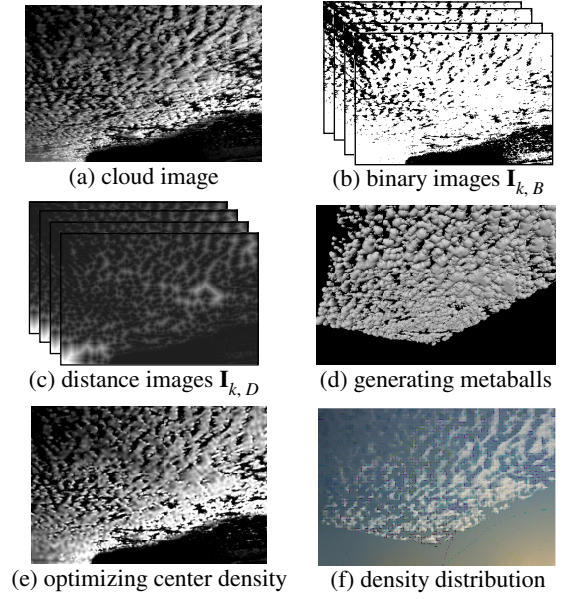 (a) cloud image
(b) binary images I_{k, B}
(c) distance images I_{k, D}
(d) generating metaballs
(e) optimizing center density
(f) density distribution